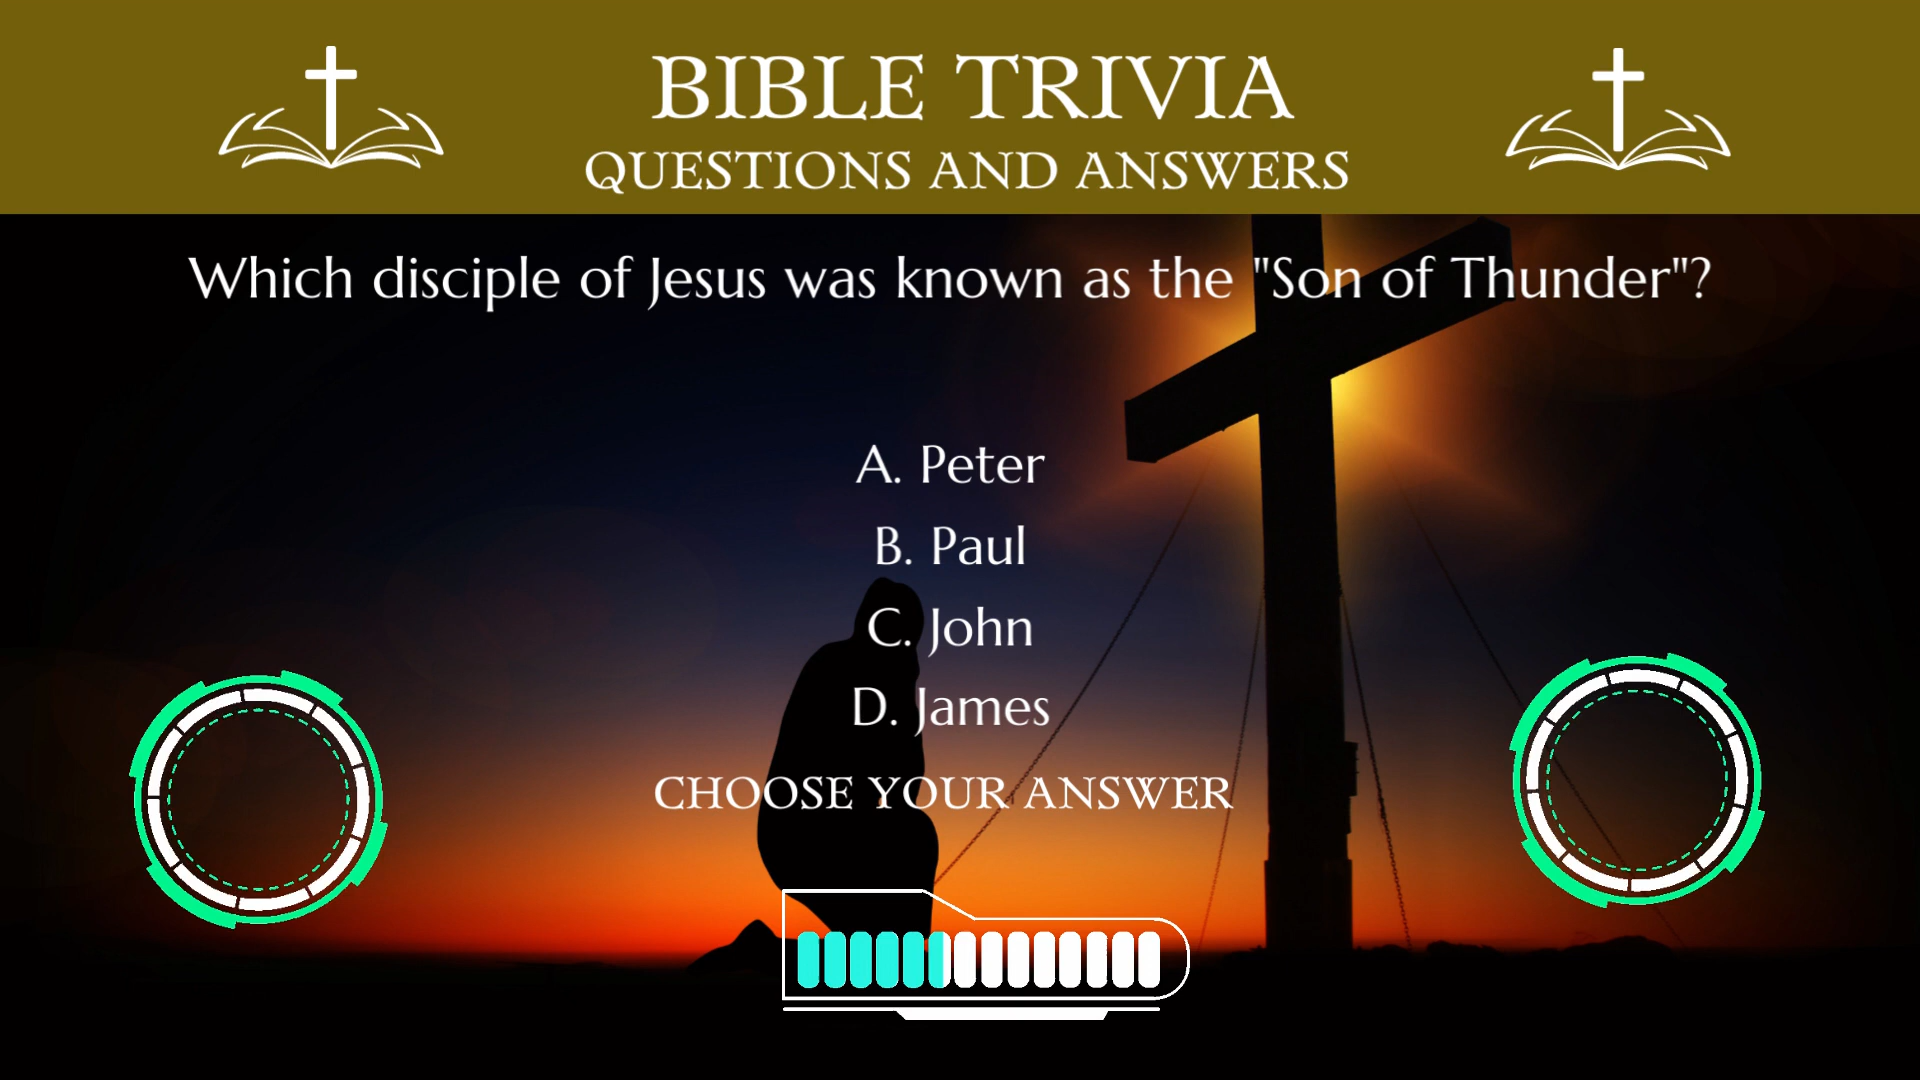 BIBLE TRIVIA
QUESTIONS AND ANSWERS
Which disciple of Jesus was known as the "Son of Thunder"?
A. Peter
B. Paul
C. John
D. James
CHOOSE YOUR ANSWER